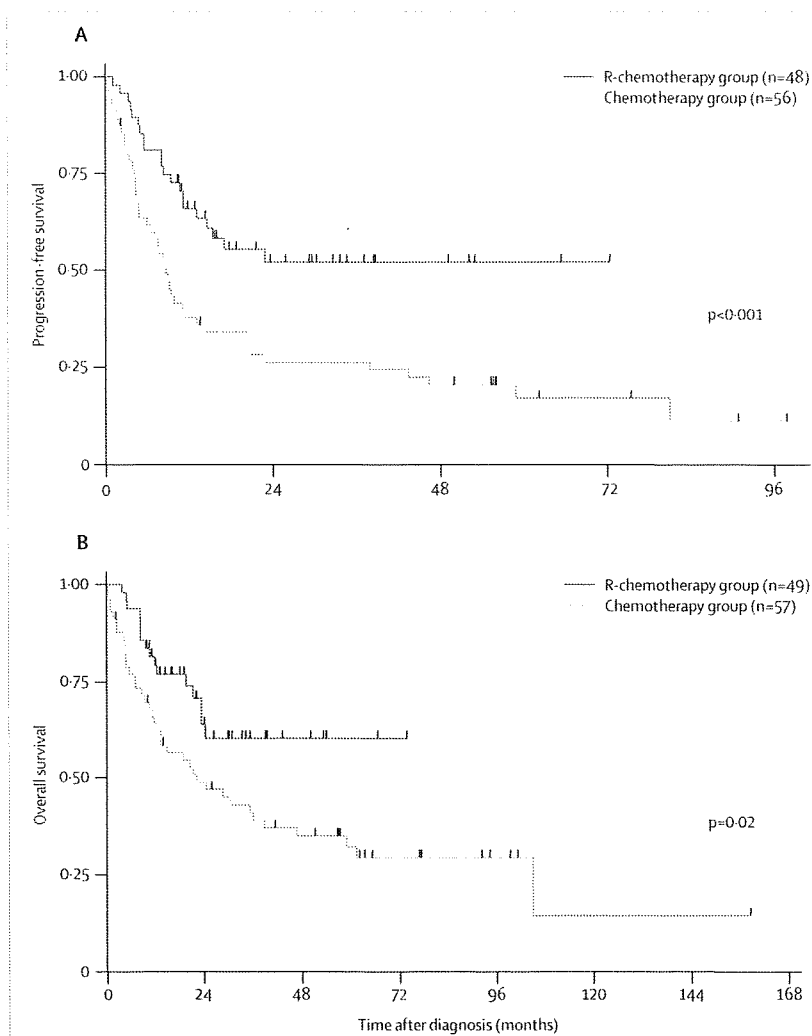 A
R-chemotherapy group (n=48)
Chemotherapy group (n=56)
1·00
0·75
0·50
0·25
0
Progression-free survival
p<0·001
0 24 48 72 96
B
R-chemotherapy group (n=49)
Chemotherapy group (n=57)
1·00
0·75
0·50
0·25
0
Overall survival
p=0·02
0 24 48 72 96 120 144 168
Time after diagnosis (months)